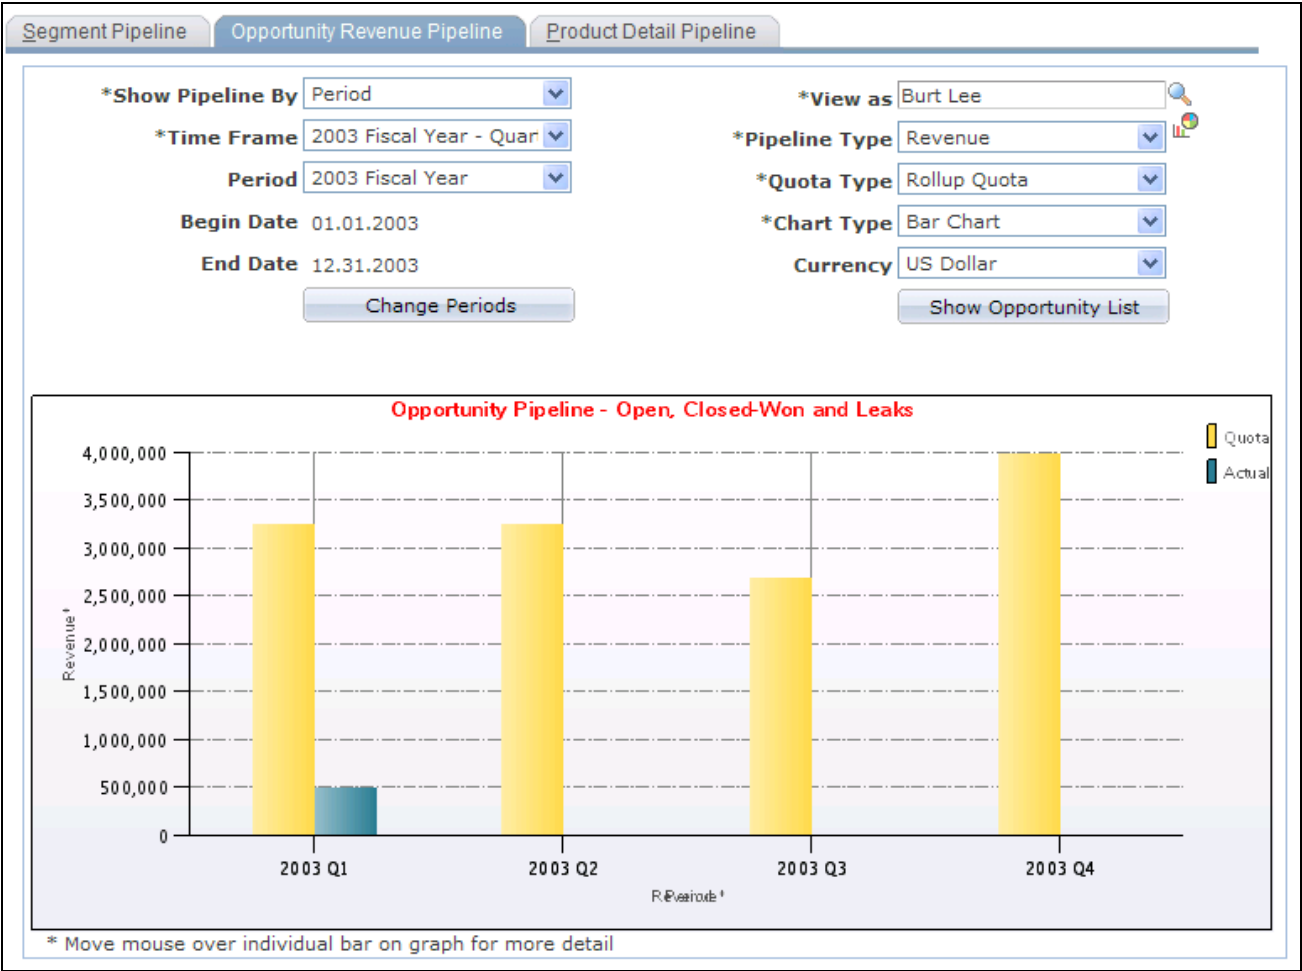 Segment Pipeline Opportunity Revenue Pipeline Product Detail Pipeline
*Show Pipeline By Period *View as Burt Lee
*Time Frame 2003 Fiscal Year - Quar *Pipeline Type Revenue
Period 2003 Fiscal Year *Quota Type Rollup Quota
Begin Date 01.01.2003 *Chart Type Bar Chart
End Date 12.31.2003 Currency US Dollar
Change Periods Show Opportunity List
Opportunity Pipeline - Open, Closed-Won and Leaks
Quota
Actual
4,000,000
3,500,000
3,000,000
2,500,000
2,000,000
1,500,000
1,000,000
500,000
0
Revenue*
2003 Q1 2003 Q2 2003 Q3 2003 Q4
* Move mouse over individual bar on graph for more detail